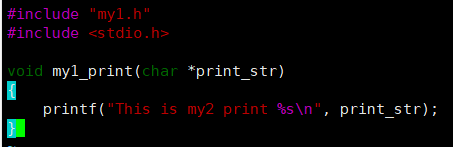 #include "my1.h"
#include <stdio.h>
void my1_print(char *print_str)
{
    printf("This is my2 print %s\n", print_str);
}